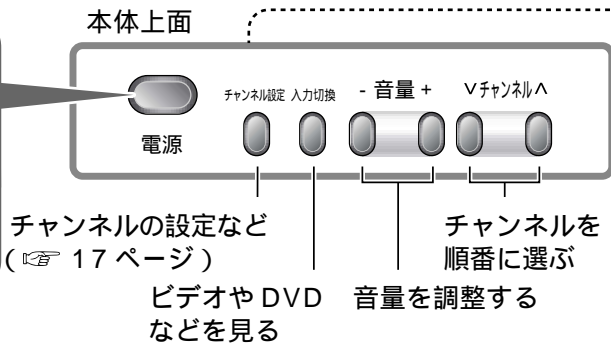 本体上面
チャンネル設定 入力切換 - 音量 + ∨チャンネル∧
電源
チャンネルの設定など
(☞ 17 ページ)
チャンネルを
順番に選ぶ
ビデオや DVD
などを見る
音量を調整する